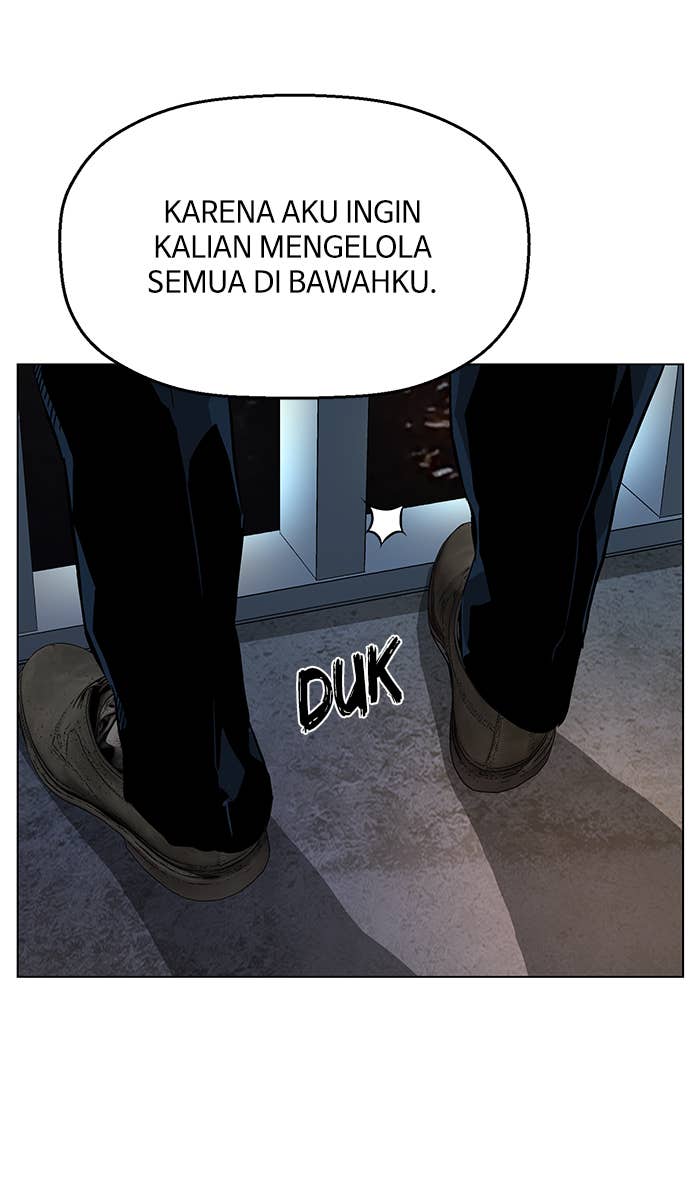 KARENA AKU INGIN
KALIAN MENGELOLA
SEMUA DI BAWAHKU.
DUK